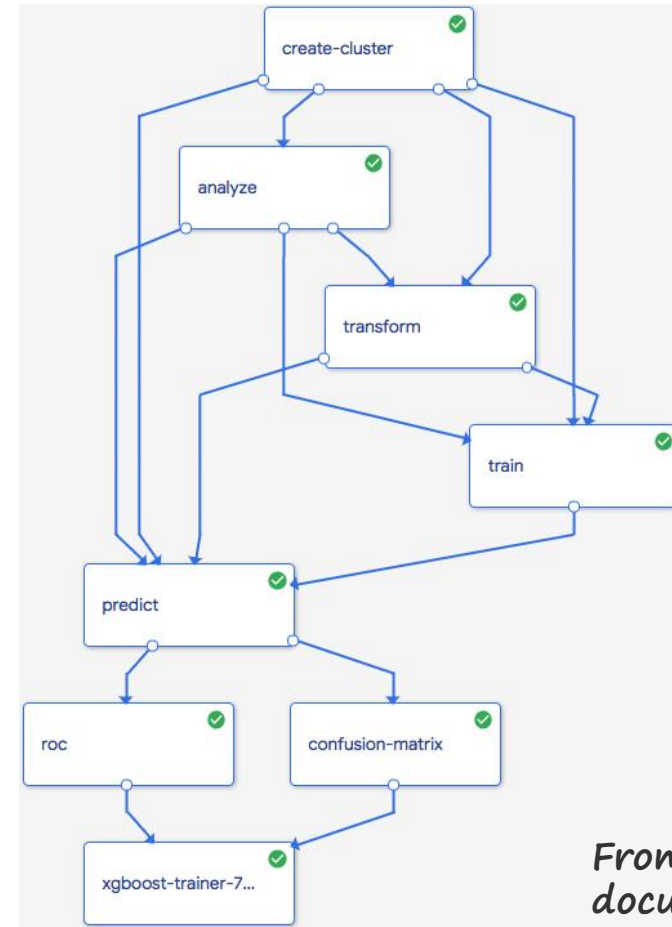 create-cluster
analyze
transform
train
predict
roc
confusion-matrix
xgboost-trainer-7...
From
docu